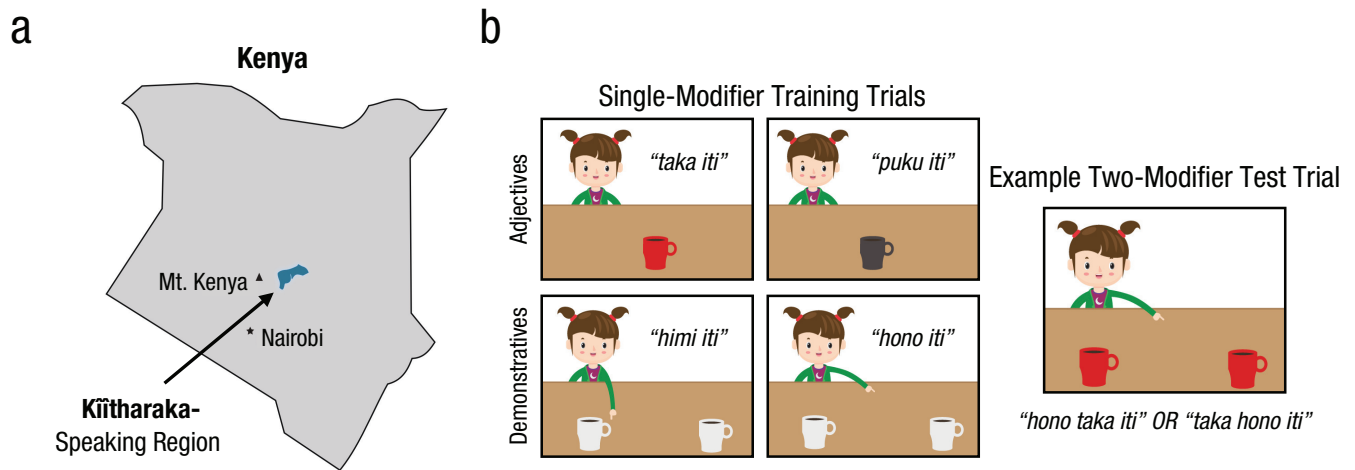 a
Kenya
Mt. Kenya
Nairobi
Kîîtharaka-
Speaking Region
b
Single-Modifier Training Trials
Adjectives
“taka iti”
“puku iti”
Demonstratives
“himi iti”
“hono iti”
Example Two-Modifier Test Trial
“hono taka iti” OR “taka hono iti”